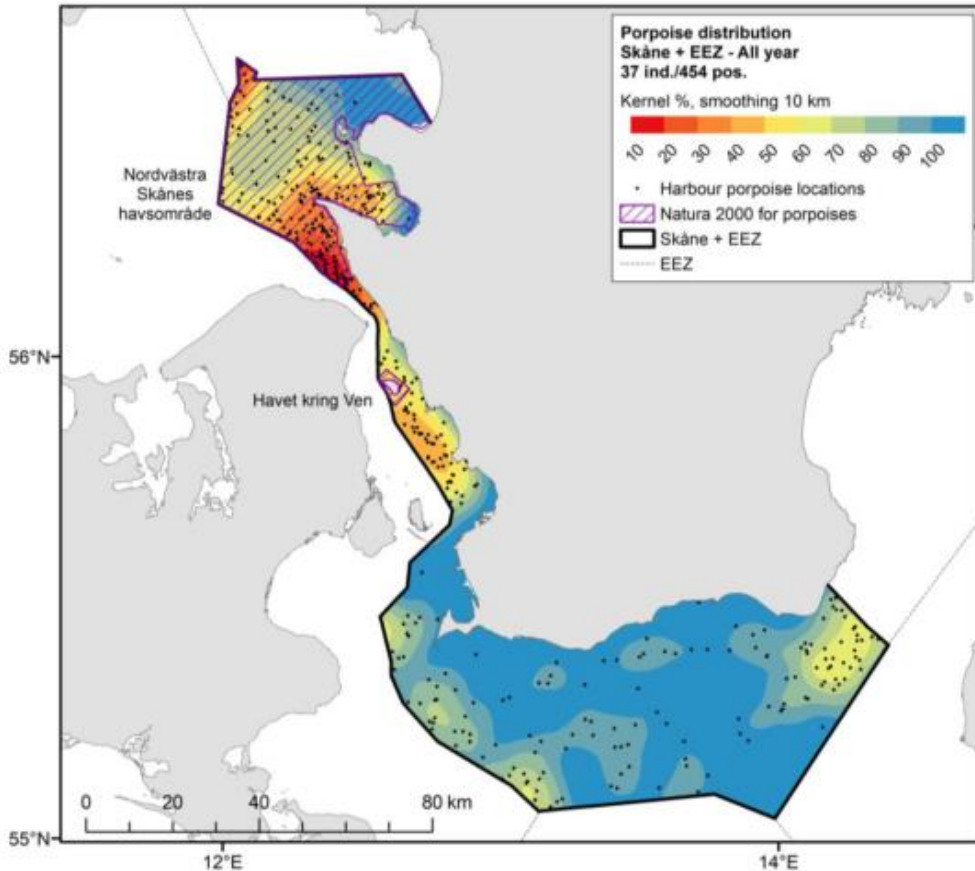 Porpoise distribution
Skåne + EEZ - All year
37 ind./454 pos.
Kernel %, smoothing 10 km
10 20 30 40 50 60 70 80 90 100
Harbour porpoise locations
Natura 2000 for porpoises
Skåne + EEZ
EEZ
Nordvästra
Skånes
havsområde
56°N
Havet kring Ven
0 20 40 80 km
55°N
12°E 14°E